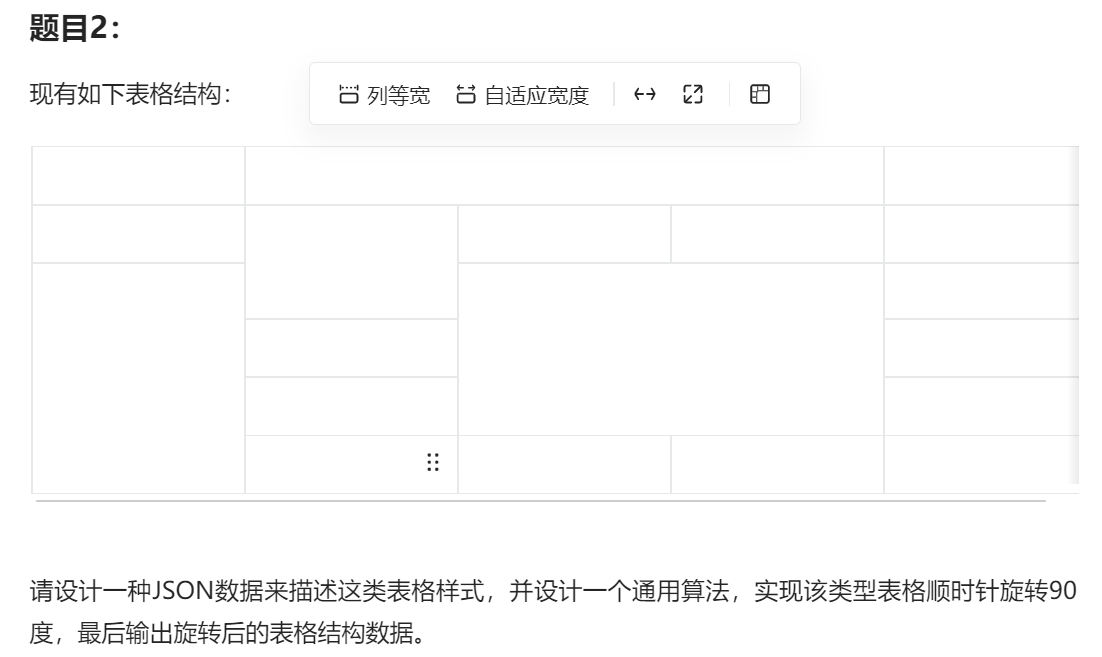 题目2：
现有如下表格结构：
列等宽 自适应宽度
请设计一种JSON数据来描述这类表格样式，并设计一个通用算法，实现该类型表格顺时针旋转90
度，最后输出旋转后的表格结构数据。